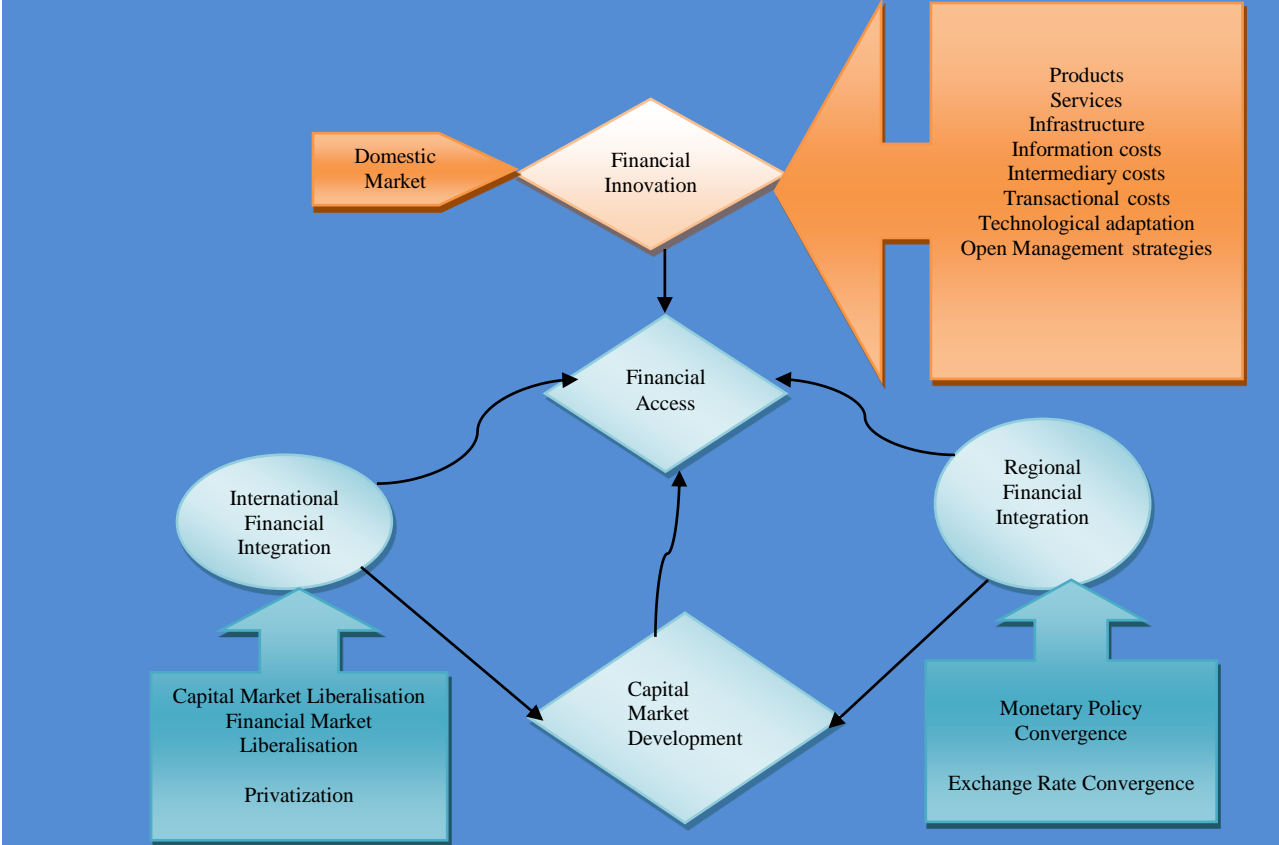 Products
Services
Infrastructure
Information costs
Intermediary costs
Transactional costs
Technological adaptation
Open Management strategies
Domestic
Market
Financial
Innovation
Financial
Access
International
Financial
Integration
Regional
Financial
Integration
Capital Market Liberalisation
Financial Market
Liberalisation
Privatization
Capital
Market
Development
Monetary Policy
Convergence
Exchange Rate Convergence